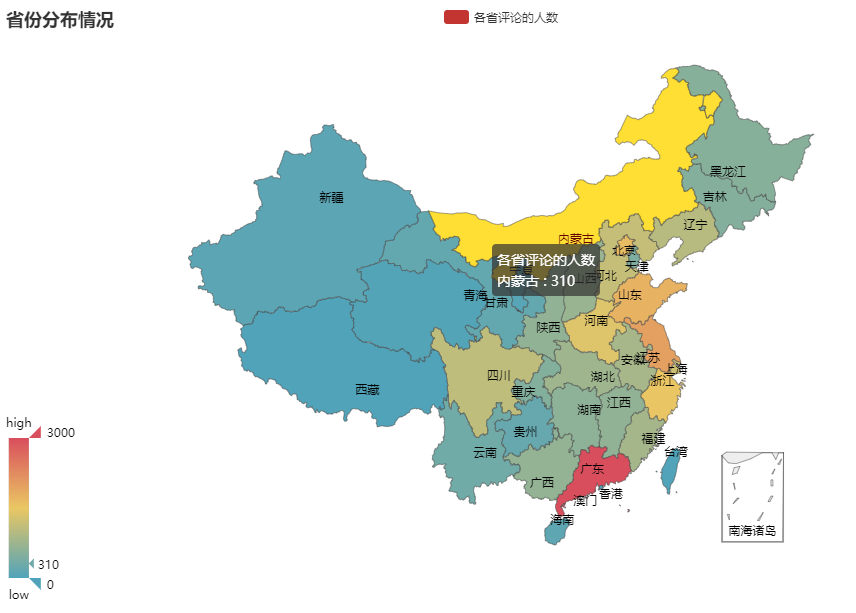 省份分布情况
各省评论的人数
黑龙江
新疆
吉林
辽宁
内蒙古
北京
各省评论的人数
天津
河北
山西
内蒙古 : 310
青海
甘肃
山东
河南
陕西
安徽
江苏
上海
四川
湖北
浙江
西藏
重庆
湖南
江西
贵州
福建
云南
台湾
广东
广西
香港
澳门
海南
南海诸岛
high
3000
310
0
low